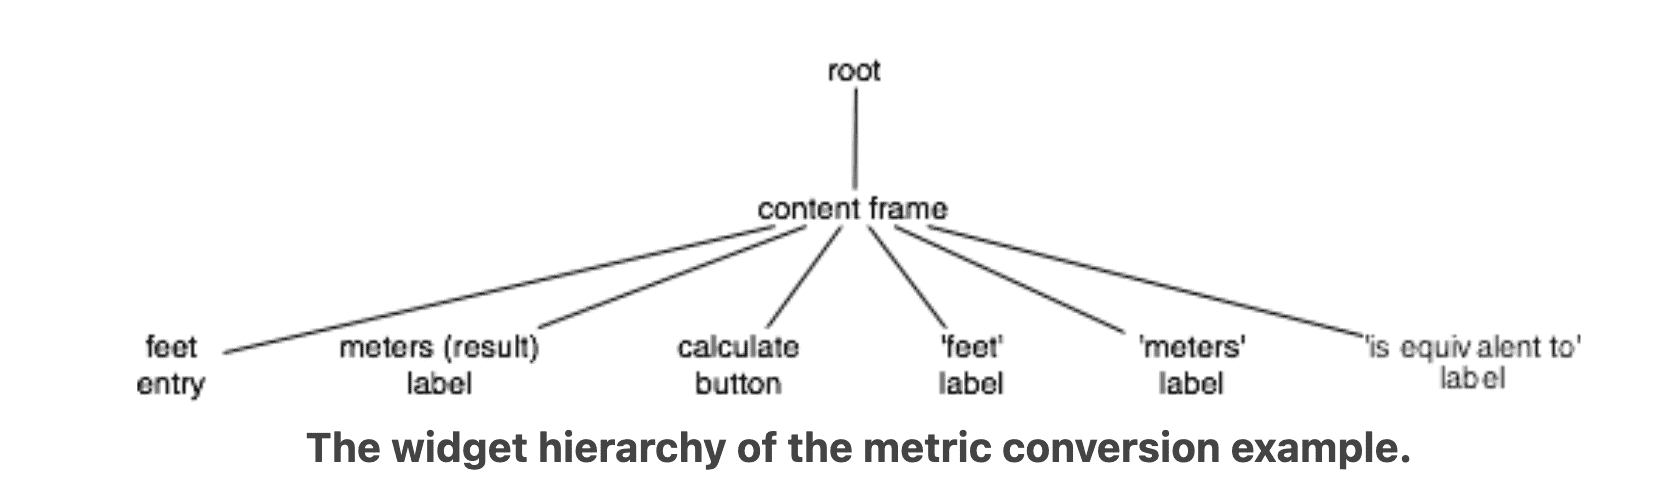 root
content frame
feet
entry
meters (result)
label
calculate
button
'feet'
label
'meters'
label
'is equivalent to'
label
The widget hierarchy of the metric conversion example.